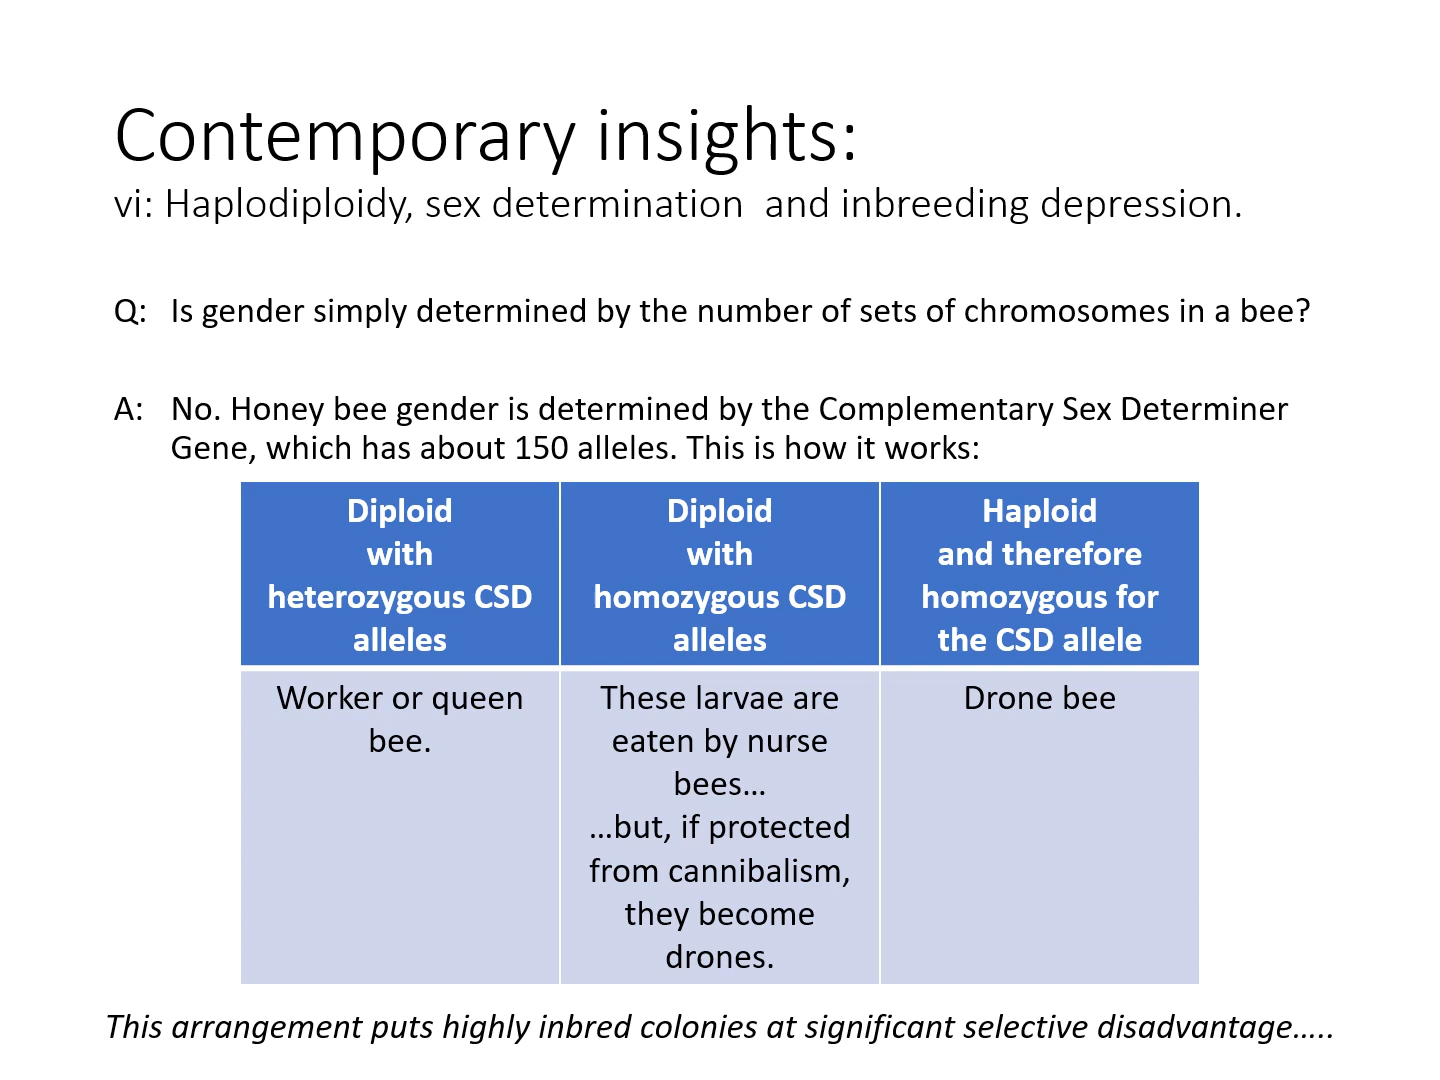 Contemporary insights:
vi: Haplodiploidy, sex determination  and inbreeding depression.
Q: Is gender simply determined by the number of sets of chromosomes in a bee?
A: No. Honey bee gender is determined by the Complementary Sex Determiner
Gene, which has about 150 alleles. This is how it works:
Diploid
with
heterozygous CSD
alleles
Diploid
with
homozygous CSD
alleles
Haploid
and therefore
homozygous for
the CSD allele
Worker or queen
bee.
These larvae are
eaten by nurse
bees…
…but, if protected
from cannibalism,
they become
drones.
Drone bee
This arrangement puts highly inbred colonies at significant selective disadvantage…..